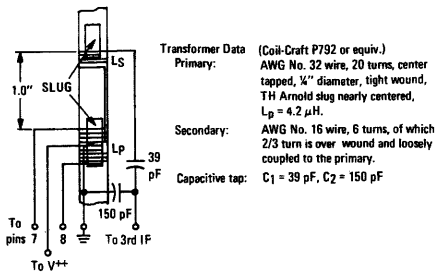 Transformer Data (Coil-Craft P792 or equiv.)
Primary: AWG No. 32 wire, 20 turns, center
tapped, ¼" diameter, tight wound,
TH Arnold slug nearly centered,
Lp = 4.2 μH.
Secondary: AWG No. 16 wire, 6 turns, of which
2/3 turn is over wound and loosely
coupled to the primary.
Capacitive tap: C1 = 39 pF, C2 = 150 pF
LS
1.0"
SLUG
Lp
39
pF
150 pF
To
pins 7 8 To 3rd IF
To V++